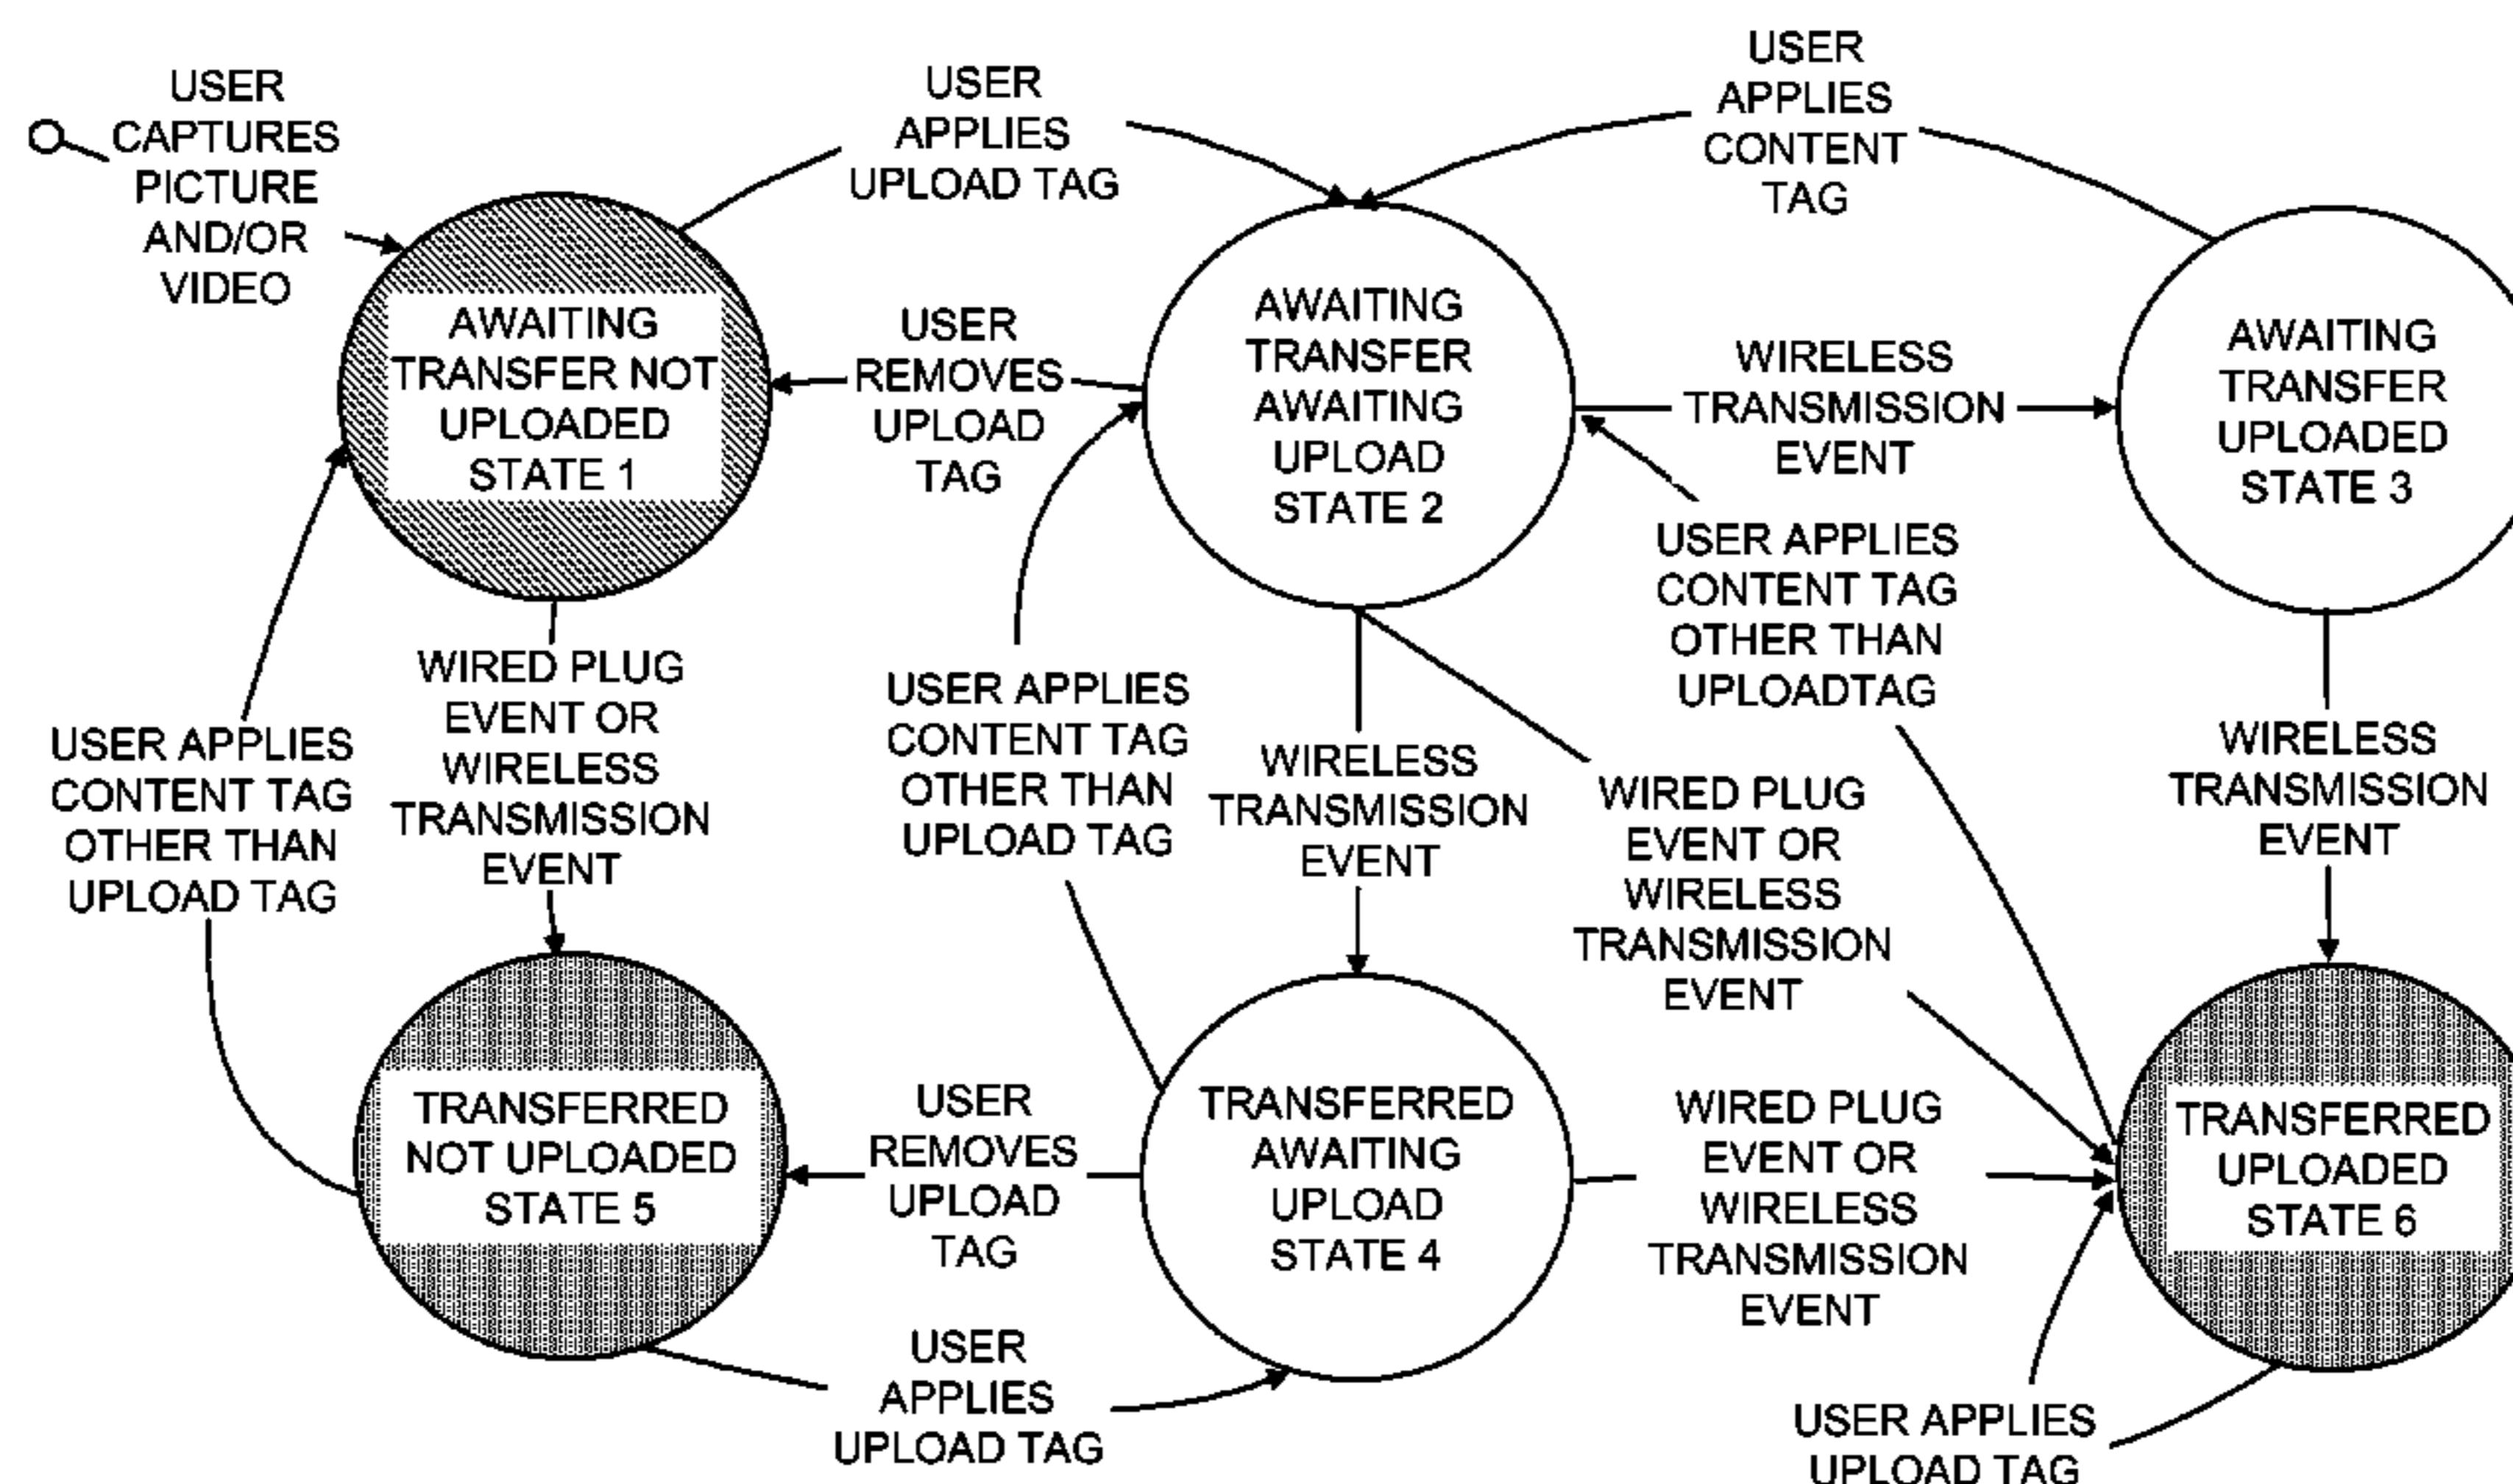 USER
CAPTURES
PICTURE
AND/OR
VIDEO
USER
APPLIES
UPLOAD TAG
USER
APPLIES
CONTENT
TAG
AWAITING
TRANSFER NOT
UPLOADED
STATE 1
USER
REMOVES
UPLOAD
TAG
AWAITING
TRANSFER
AWAITING
UPLOAD
STATE 2
WIRELESS
TRANSMISSION
EVENT
AWAITING
TRANSFER
UPLOADED
STATE 3
USER APPLIES
CONTENT TAG
OTHER THAN
UPLOADTAG
USER APPLIES
CONTENT TAG
OTHER THAN
UPLOAD TAG
WIRED PLUG
EVENT OR
WIRELESS
TRANSMISSION
EVENT
USER APPLIES
CONTENT TAG
OTHER THAN
UPLOAD TAG
WIRELESS
TRANSMISSION
EVENT
WIRED PLUG
EVENT OR
WIRELESS
TRANSMISSION
EVENT
WIRELESS
TRANSMISSION
EVENT
TRANSFERRED
NOT UPLOADED
STATE 5
USER
REMOVES
UPLOAD
TAG
TRANSFERRED
AWAITING
UPLOAD
STATE 4
WIRED PLUG
EVENT OR
WIRELESS
TRANSMISSION
EVENT
TRANSFERRED
UPLOADED
STATE 6
USER
APPLIES
UPLOAD TAG
USER APPLIES
UPLOAD TAG